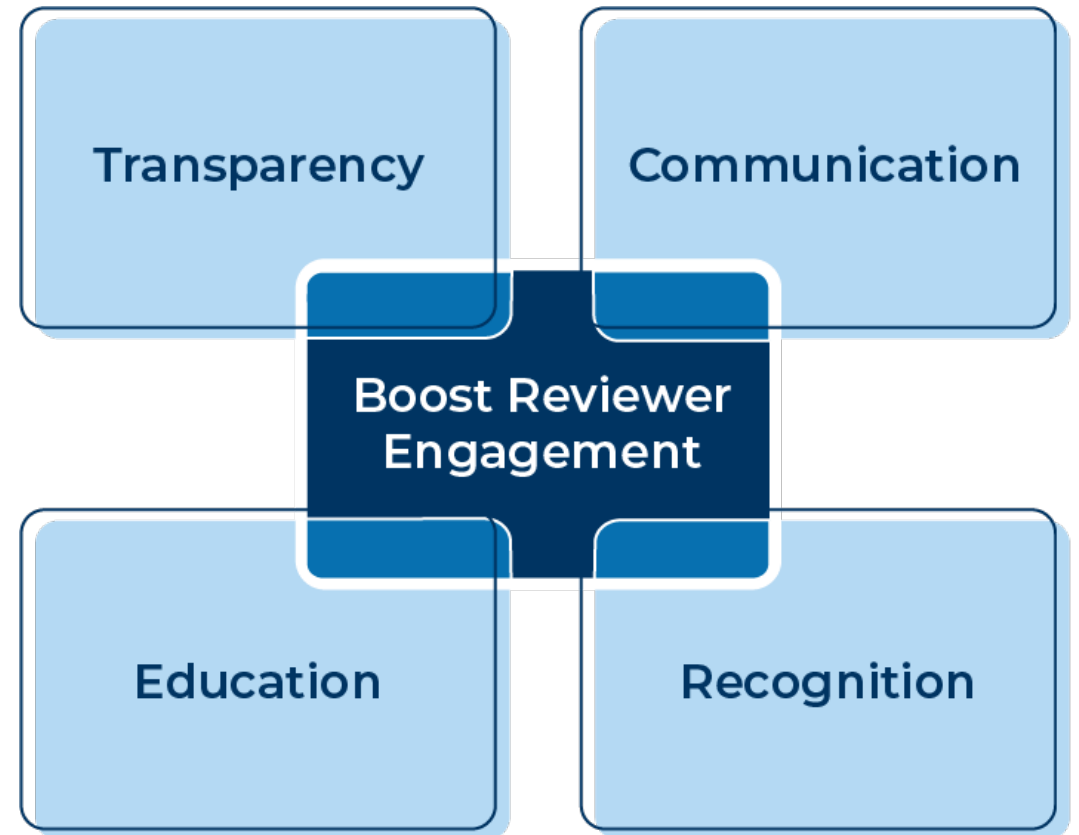 Transparency
Communication
Boost Reviewer
Engagement
Education
Recognition